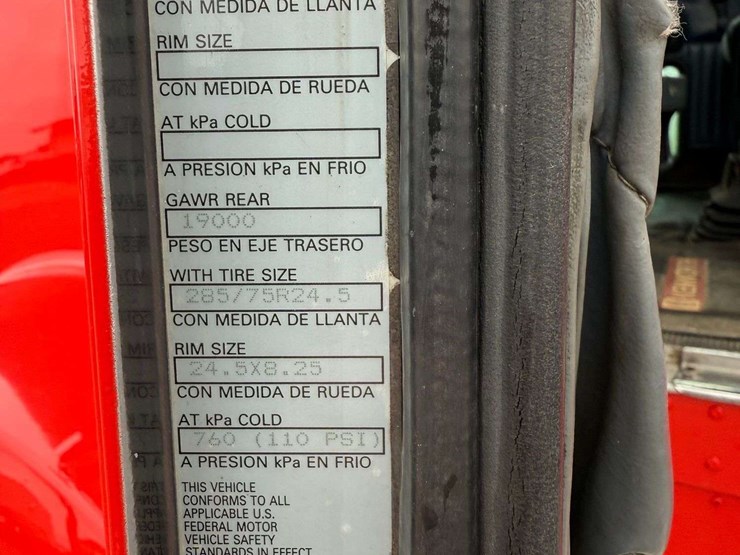 CON MEDIDA DE LLANTA
RIM SIZE
CON MEDIDA DE RUEDA
AT kPa COLD
A PRESION kPa EN FRIO
GAWR REAR
19000
PESO EN EJE TRASERO
WITH TIRE SIZE
285/75R24.5
CON MEDIDA DE LLANTA
RIM SIZE
24.5X8.25
CON MEDIDA DE RUEDA
AT kPa COLD
760 (110 PSI)
A PRESION kPa EN FRIO
THIS VEHICLE
CONFORMS TO ALL
APPLICABLE U.S.
FEDERAL MOTOR
VEHICLE SAFETY
STANDARDS IN EFFECT